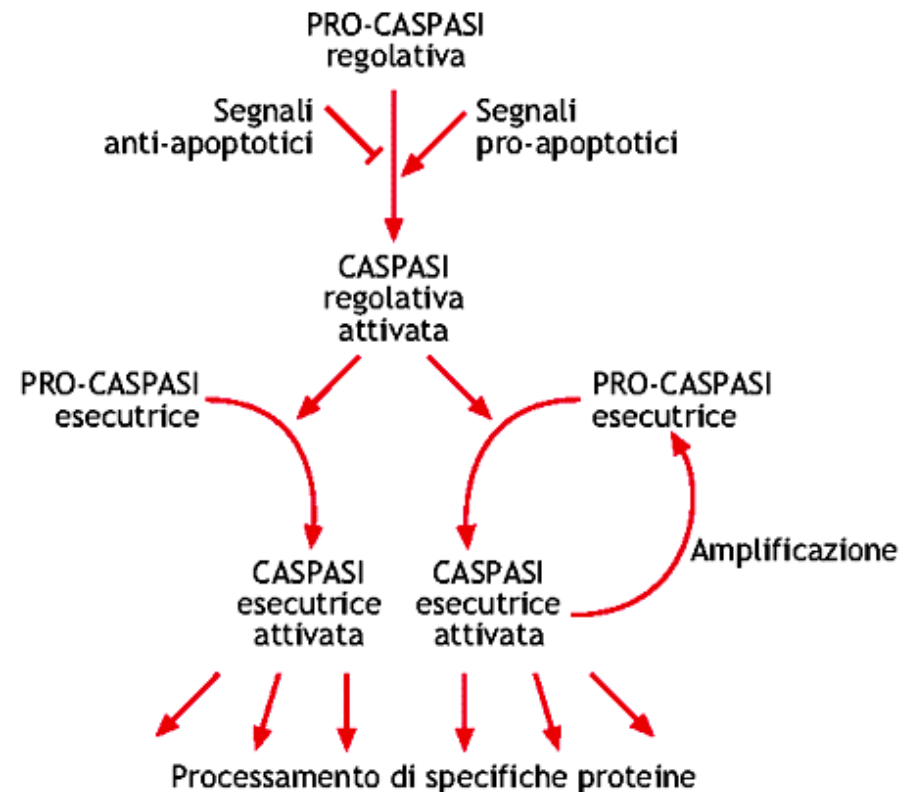 PRO-CASPASI
regolativa
Segnali
anti-apoptotici
Segnali
pro-apoptotici
CASPASI
regolativa
attivata
PRO-CASPASI
esecutrice
PRO-CASPASI
esecutrice
Amplificazione
CASPASI
esecutrice
attivata
CASPASI
esecutrice
attivata
Processamento di specifiche proteine